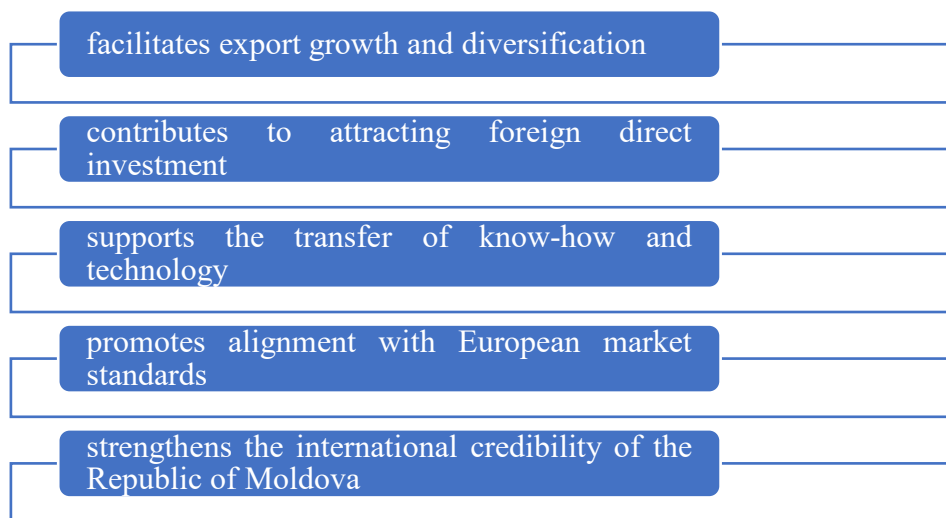 facilitates export growth and diversification
contributes to attracting foreign direct
investment
supports the transfer of know-how and
technology
promotes alignment with European market
standards
strengthens the international credibility of the
Republic of Moldova